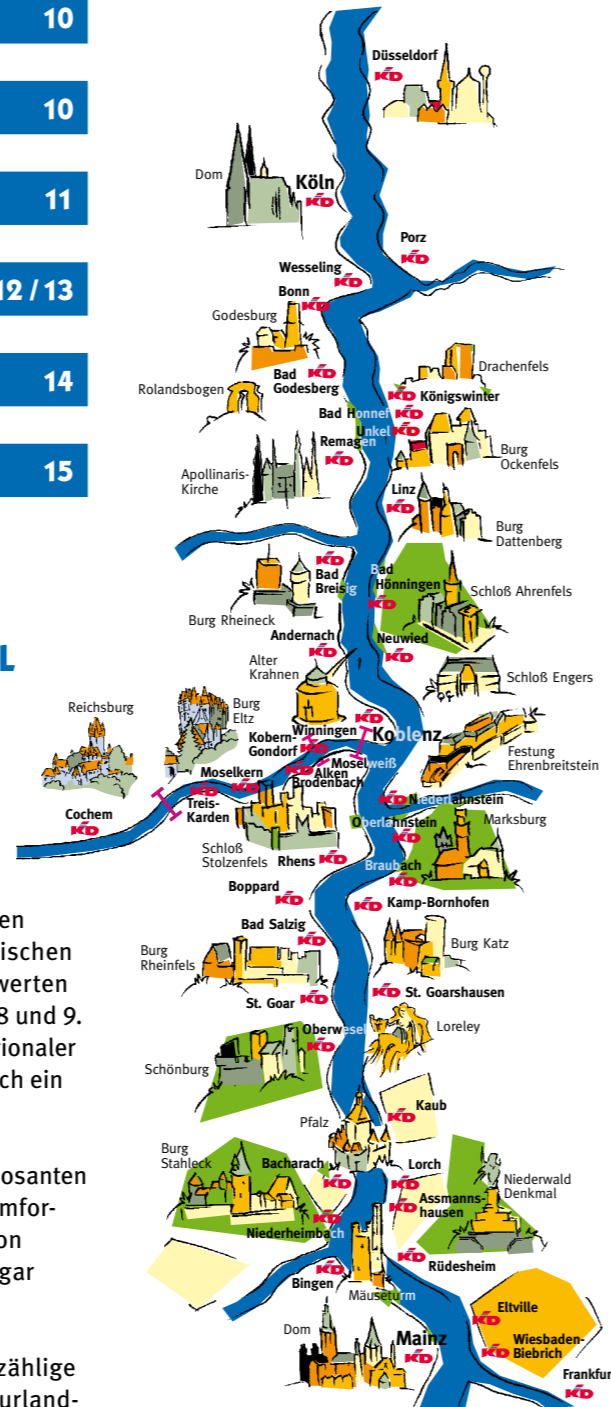 10
10
11
12 / 13
14
15
L
en
ischen
werten
8 und 9.
ionaler
ch ein
osanten
mfor-
on
gar
zählige
urland-
Düsseldorf
KD
Dom
Köln
KD
Porz
KD
Wesseling
KD
Bonn
KD
Godesburg
Bad
Godesberg
KD
Drachenfels
KD
Königswinter
Rolandsbogen
Bad Honnef
KD
Unkel
KD
Remagen
KD
Burg
Ockenfels
Apollinaris-
Kirche
Linz
KD
Burg
Dattenberg
KD
Bad
Breisig
Bad
Hönningen
KD
Schloß Ahrenfels
Burg Rheineck
Andernach
KD
Neuwied
KD
Alter
Krahnen
Schloß Engers
Reichsburg
Burg
Eltz
Winningen
KD
Koblenz
Kobern-
Gondorf
KD
Festung
Ehrenbreitstein
Moselweiß
Moselkern
KD
KD
Alken
Brodenbach
KD
Treis-
Karden
Cochem
KD
KD
Niederlahnstein
Oberlahnstein
KD
Marksburg
Schloß
Stolzenfels
Rhens
KD
Braubach
KD
Boppard
KD
KD
Kamp-Bornhofen
Bad Salzig
KD
Burg
Rheinfels
Burg Katz
St. Goar
KD
KD
St. Goarshausen
Oberwesel
KD
Loreley
Schönburg
Pfalz
Kaub
KD
Burg
Stahleck
Bacharach
KD
Lorch
KD
Niederwald
Denkmal
KD
Assmanns-
hausen
Niederheimbach
KD
KD
Rüdesheim
Bingen
KD
Mäuseturm
Eltville
KD
Dom
Mainz
KD
KD
Wiesbaden-
Biebrich
Frankfur
KD